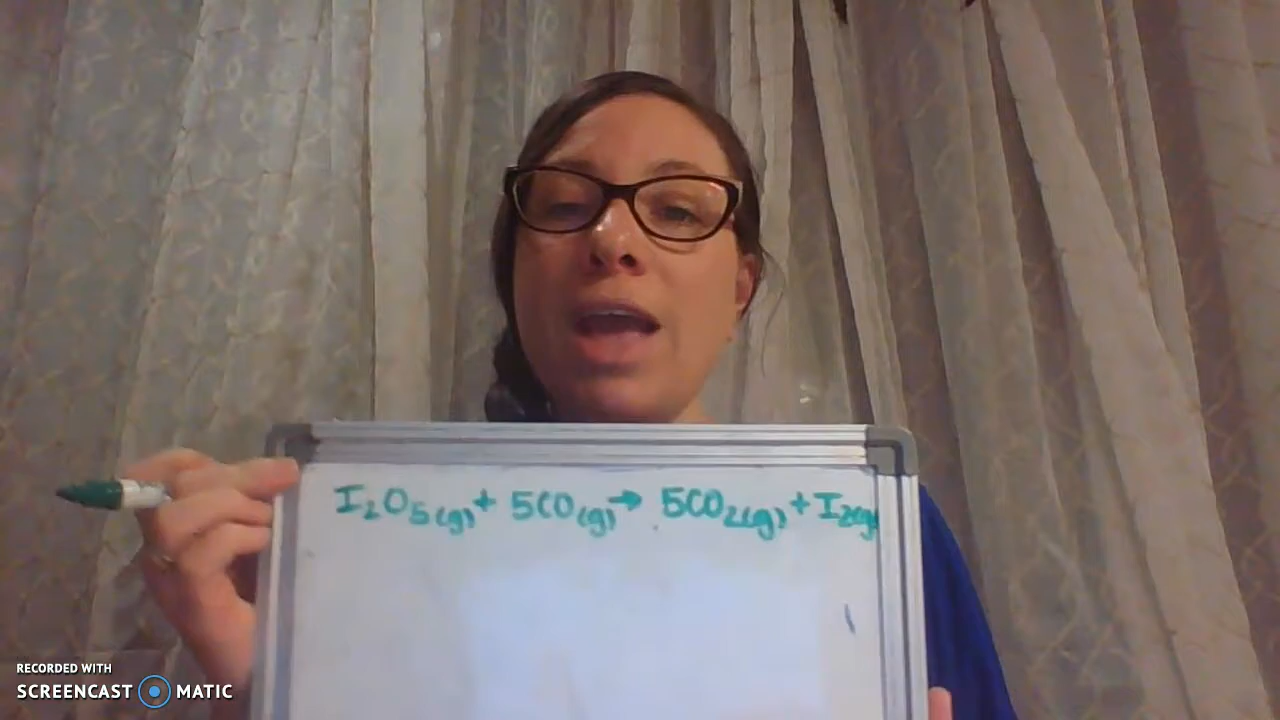 I₂O₅(g) + 5CO(g) → 5CO₂(g) + I₂(g)
RECORDED WITH
SCREENCAST MATIC